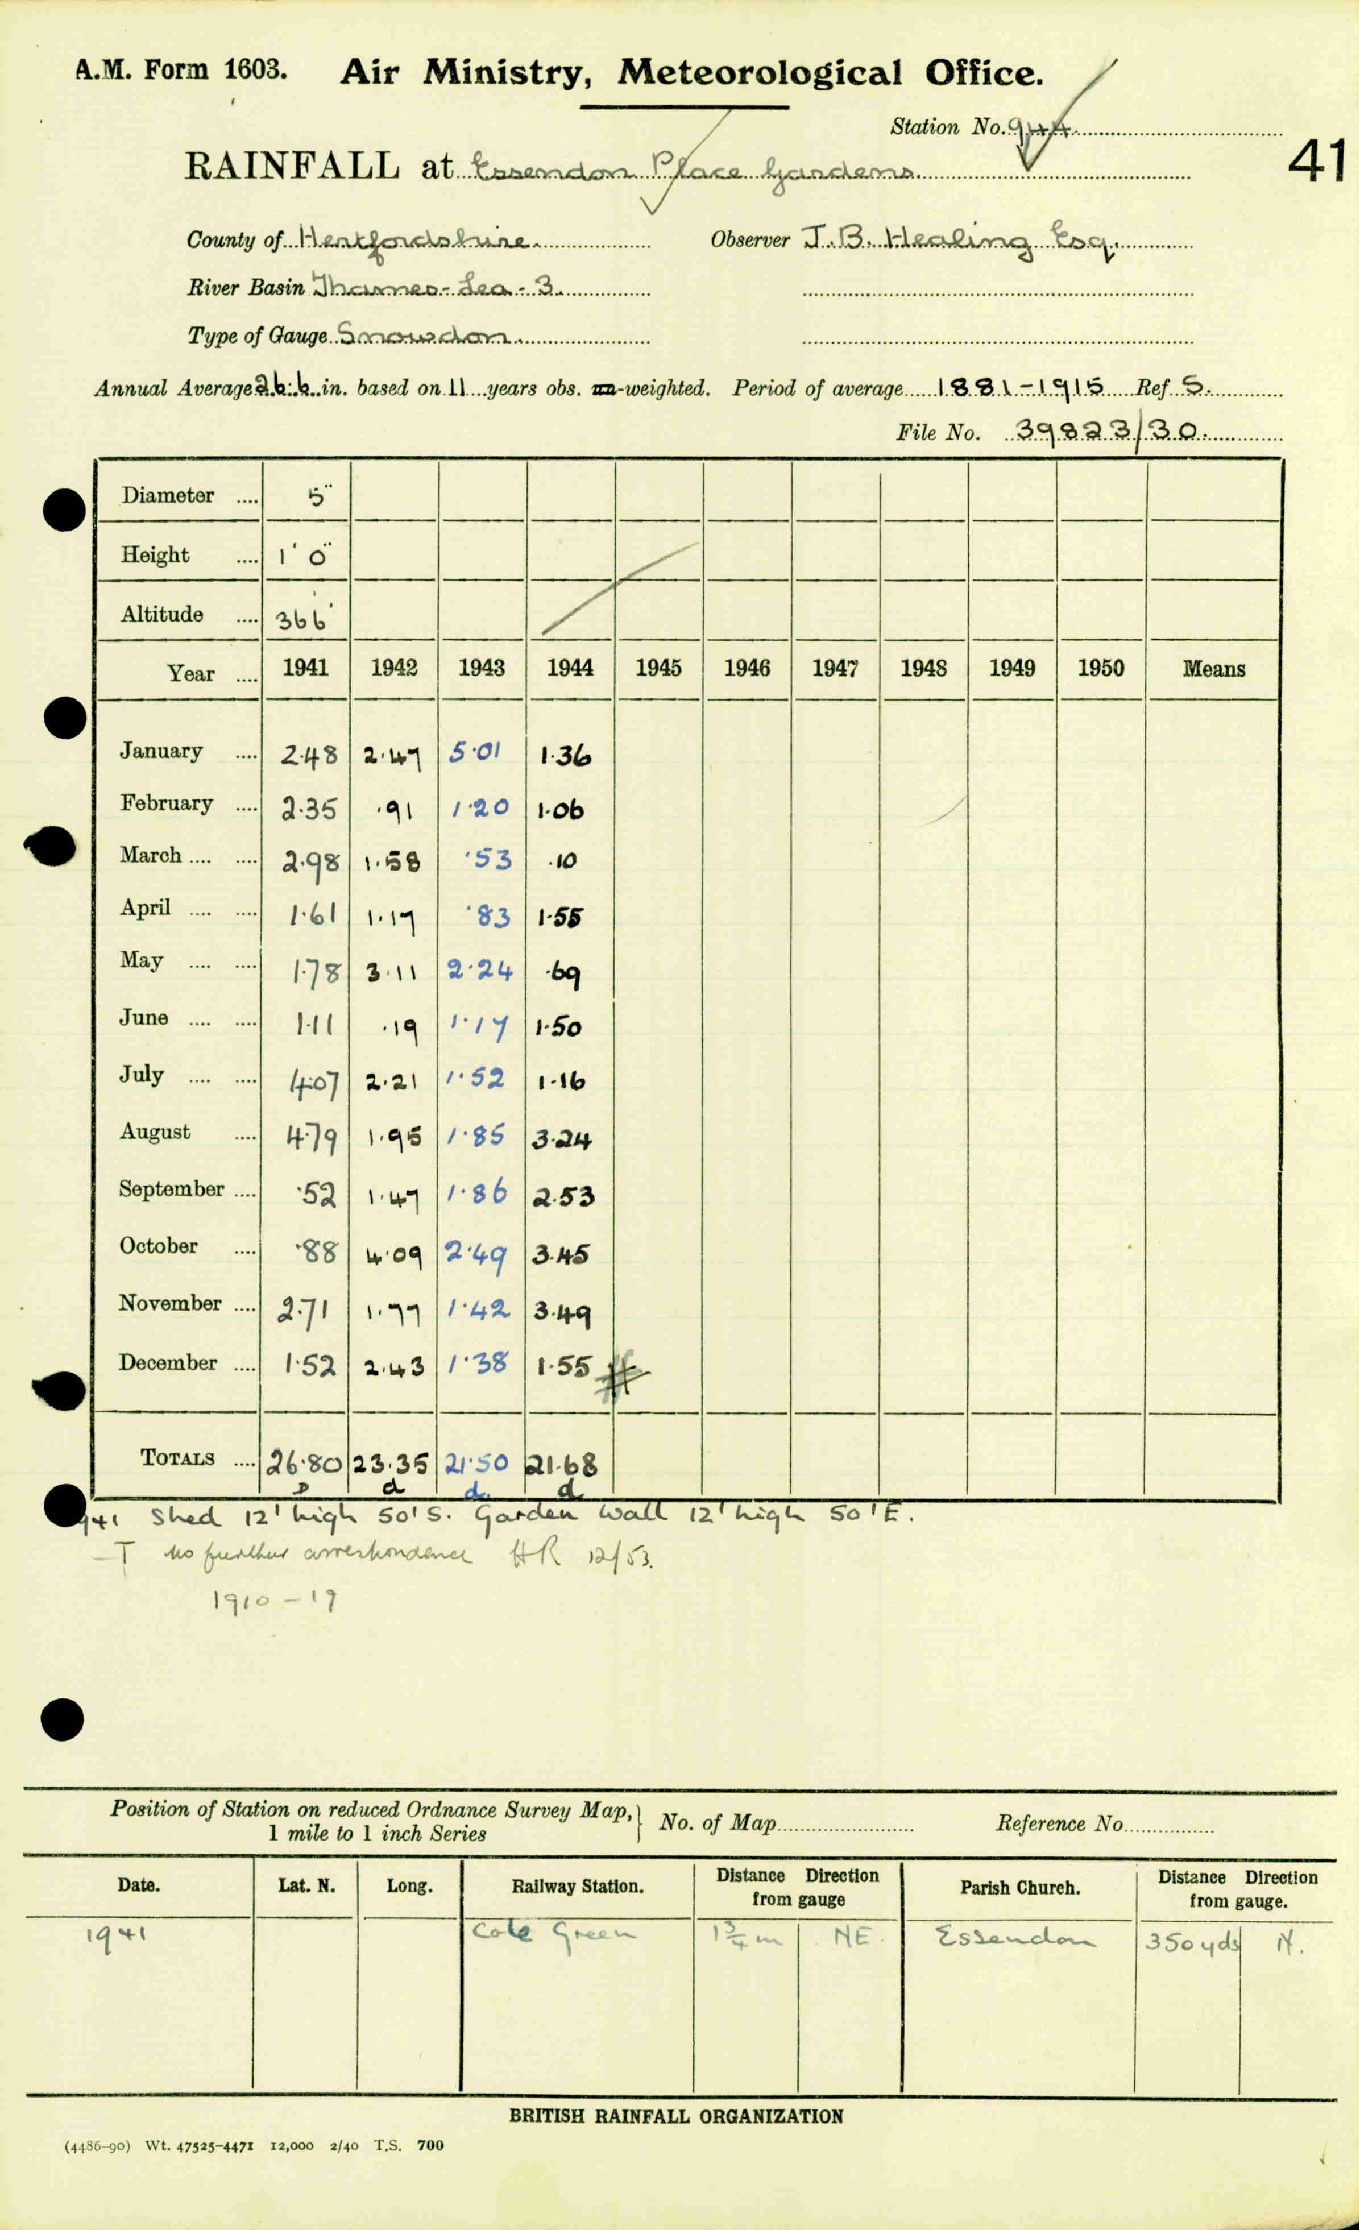 A.M. Form 1603. Air Ministry, Meteorological Office.
Station No. 944
41
RAINFALL at Essendon Place Gardens
County of Hertfordshire. Observer J.B. Healing Esq.
River Basin Thames - Lea - 3.
Type of Gauge Snowdon
Annual Average 26.6 in. based on 11 years obs. un-weighted. Period of average 1881-1915 Ref S.
File No. 39823/30.
Diameter .... 5"
Height .... 1' 0"
Altitude .... 366'
Year .... 1941 1942 1943 1944 1945 1946 1947 1948 1949 1950 Means
January .... 2.48 2.47 5.01 1.36
February .... 2.35 .91 1.20 1.06
March .... .... 2.98 1.58 .53 .10
April .... .... 1.61 1.17 .83 1.55
May .... .... 1.78 3.11 2.24 .69
June .... .... 1.11 .19 1.17 1.50
July .... .... 4.07 2.21 1.52 1.16
August .... 4.79 1.95 1.85 3.24
September .... .52 1.47 1.86 2.53
October .... .88 4.09 2.49 3.45
November .... 2.71 1.77 1.42 3.49
December .... 1.52 2.43 1.38 1.55
TOTALS .... 26.80 23.35 21.50 21.68
D d d. d.
1941 Shed 12' high 50' S. Garden Wall 12' high 50' E.
-T No further correspondence HR 12/53.
1910 - 19
Position of Station on reduced Ordnance Survey Map, No. of Map Reference No.
1 mile to 1 inch Series
Date. Lat. N. Long. Railway Station. Distance Direction from gauge Parish Church. Distance Direction from gauge.
1941 Cole Green 1¾ m NE. Essendon 350 yds N.
BRITISH RAINFALL ORGANIZATION
(4486-90) Wt. 47525-4471 12,000 2/40 T.S. 700